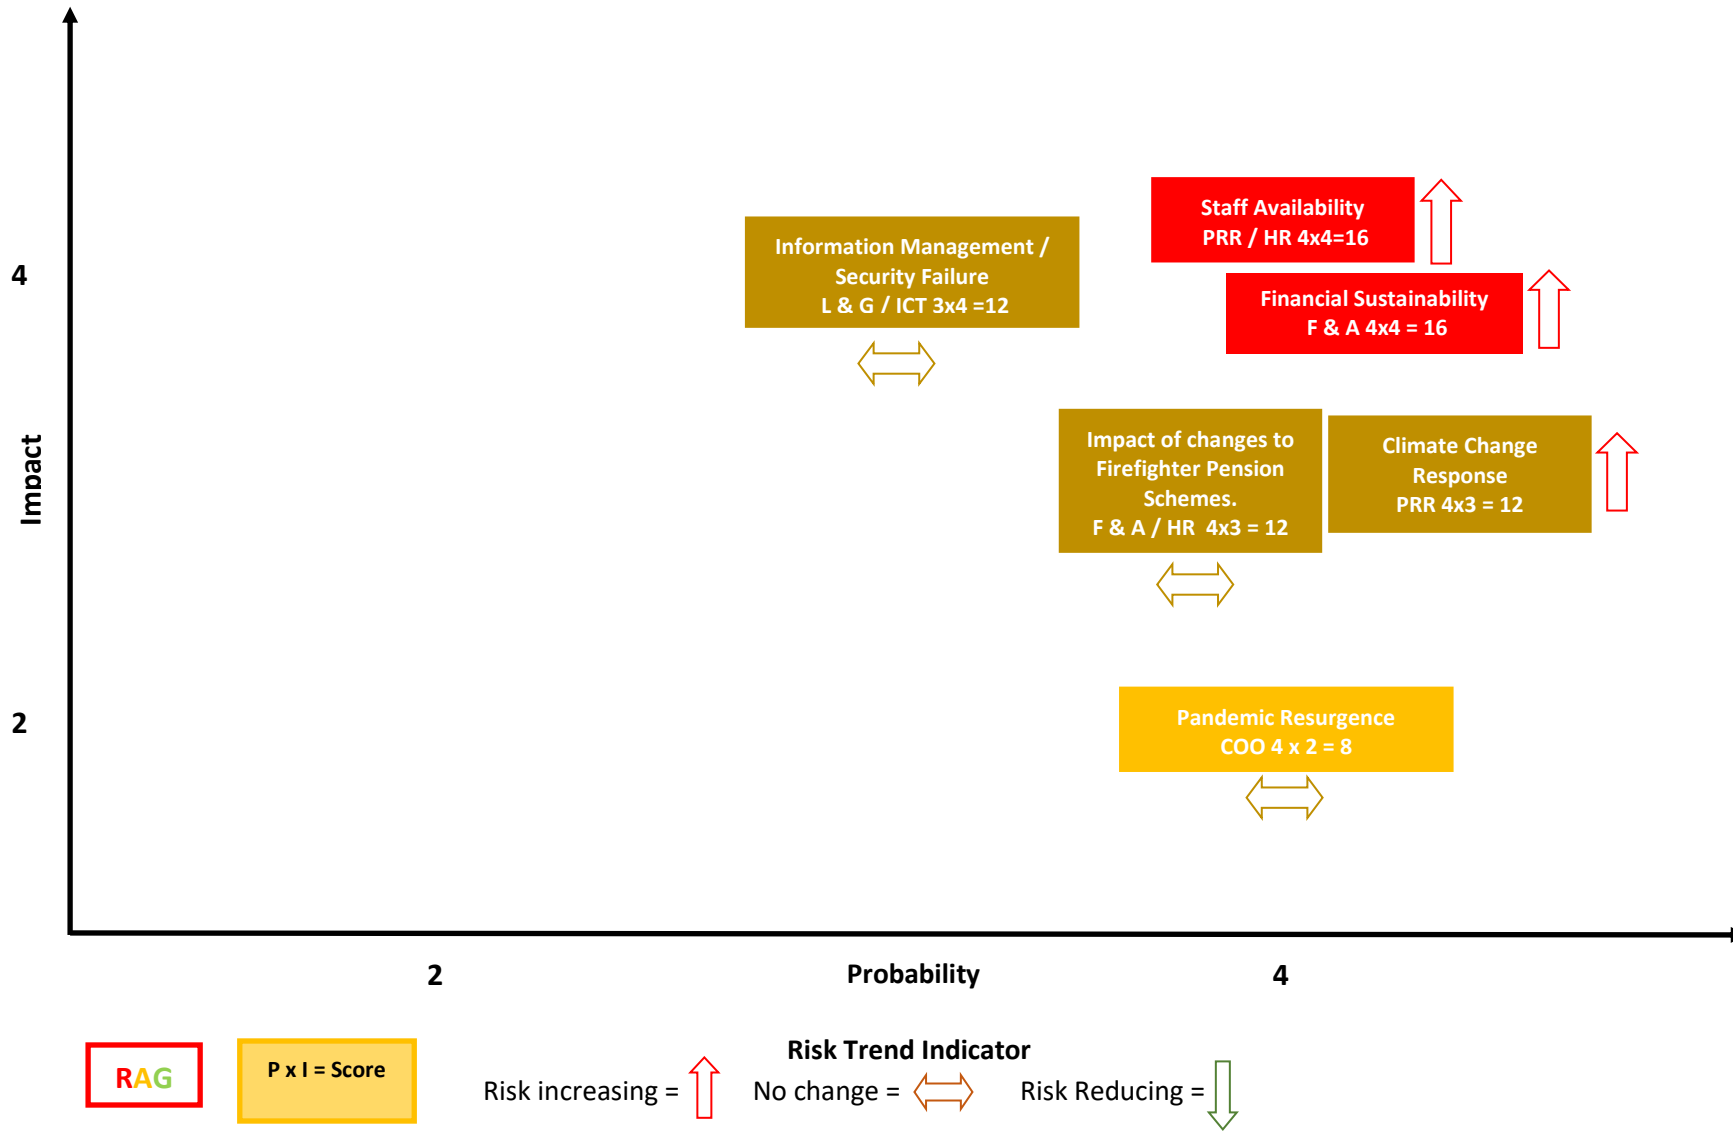 Staff Availability
PRR / HR 4x4=16
Information Management /
Security Failure
L & G / ICT 3x4 =12
4
Financial Sustainability
F & A 4x4 = 16
Impact of changes to
Firefighter Pension
Schemes.
F & A / HR  4x3 = 12
Climate Change
Response
PRR 4x3 = 12
Impact
2
Pandemic Resurgence
COO 4 x 2 = 8
2
Probability
4
RAG
P x I = Score
Risk Trend Indicator
Risk increasing =
No change =
Risk Reducing =